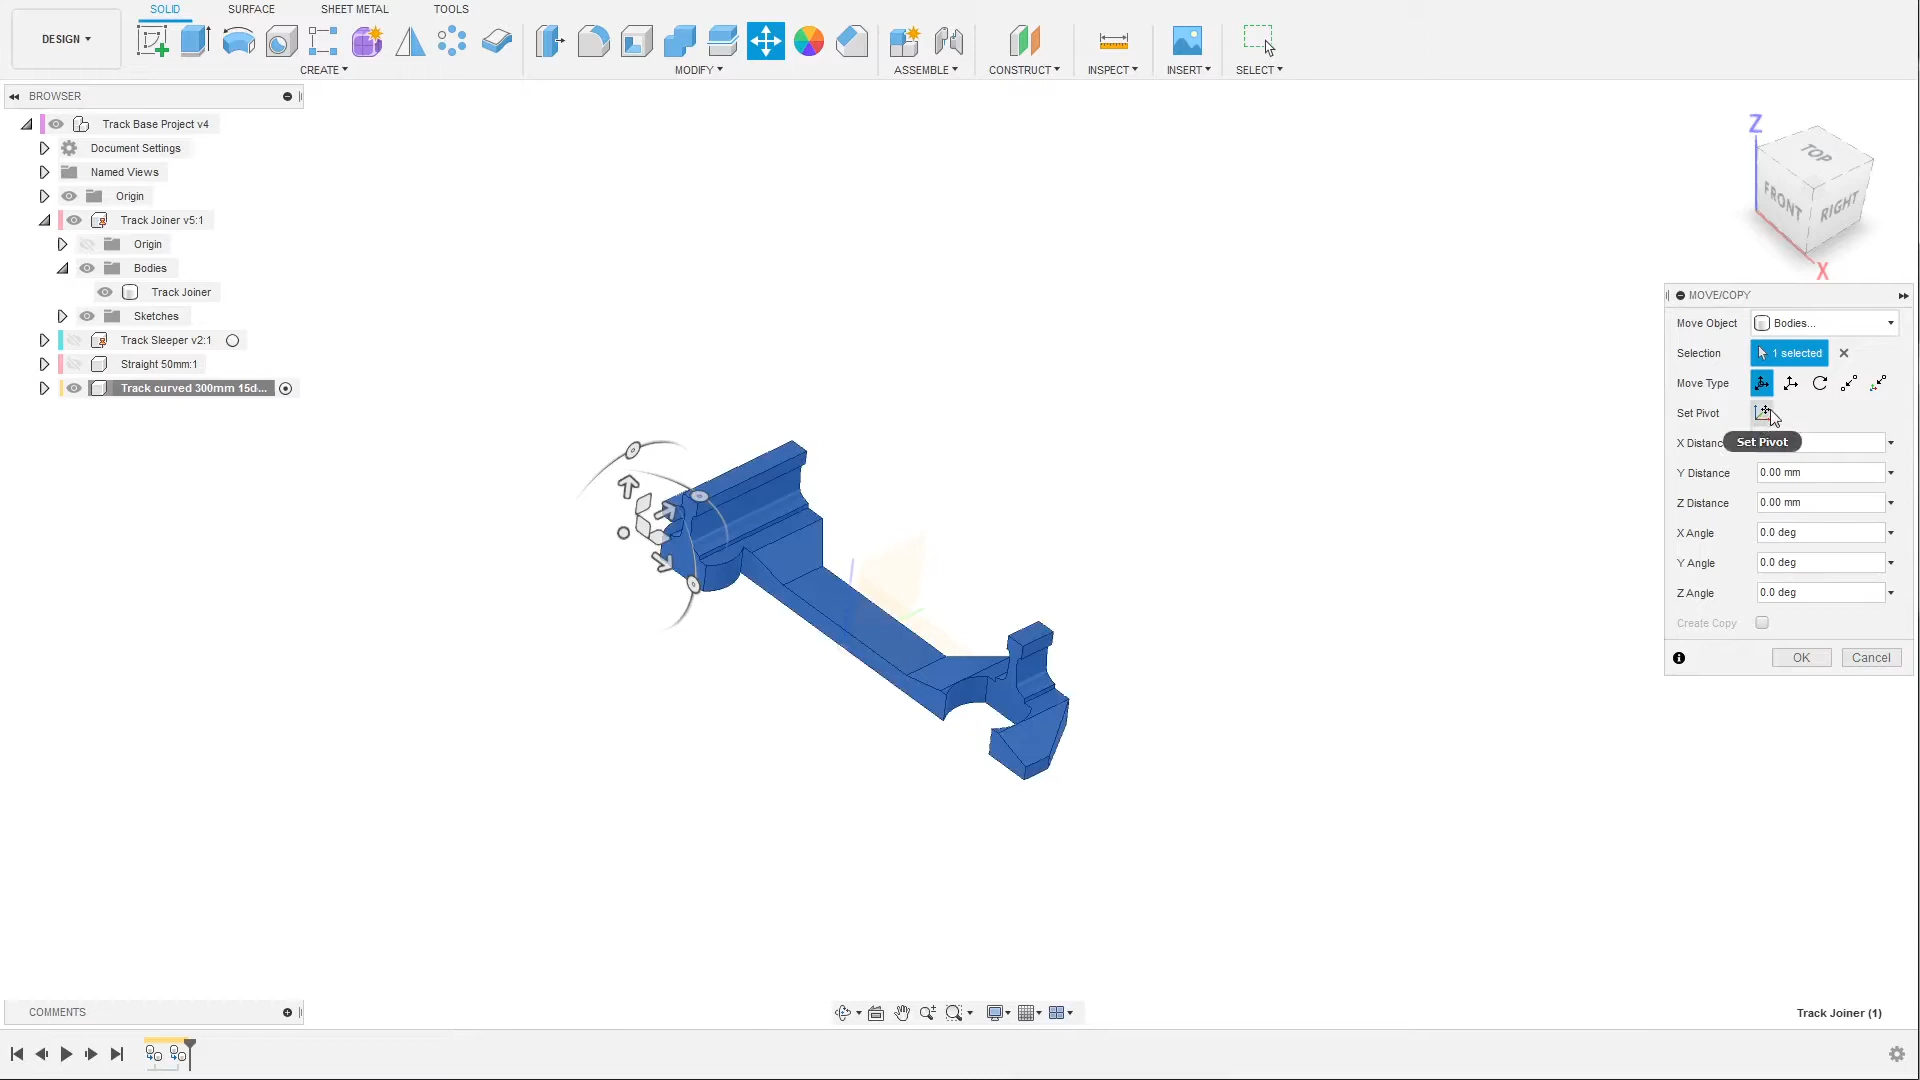 SOLID SURFACE SHEET METAL TOOLS
DESIGN
CREATE MODIFY ASSEMBLE CONSTRUCT INSPECT INSERT SELECT
BROWSER
Track Base Project v4
Document Settings
Named Views
Origin
Track Joiner v5:1
Origin
Bodies
Track Joiner
Sketches
Track Sleeper v2:1
Straight 50mm:1
Track curved 300mm 15d...
Z
TOP
FRONT
RIGHT
X
MOVE/COPY
Move Object Bodies...
Selection 1 selected
Move Type
Set Pivot
X Distanc
Set Pivot
Y Distance 0.00 mm
Z Distance 0.00 mm
X Angle 0.0 deg
Y Angle 0.0 deg
Z Angle 0.0 deg
Create Copy
OK Cancel
COMMENTS
Track Joiner (1)